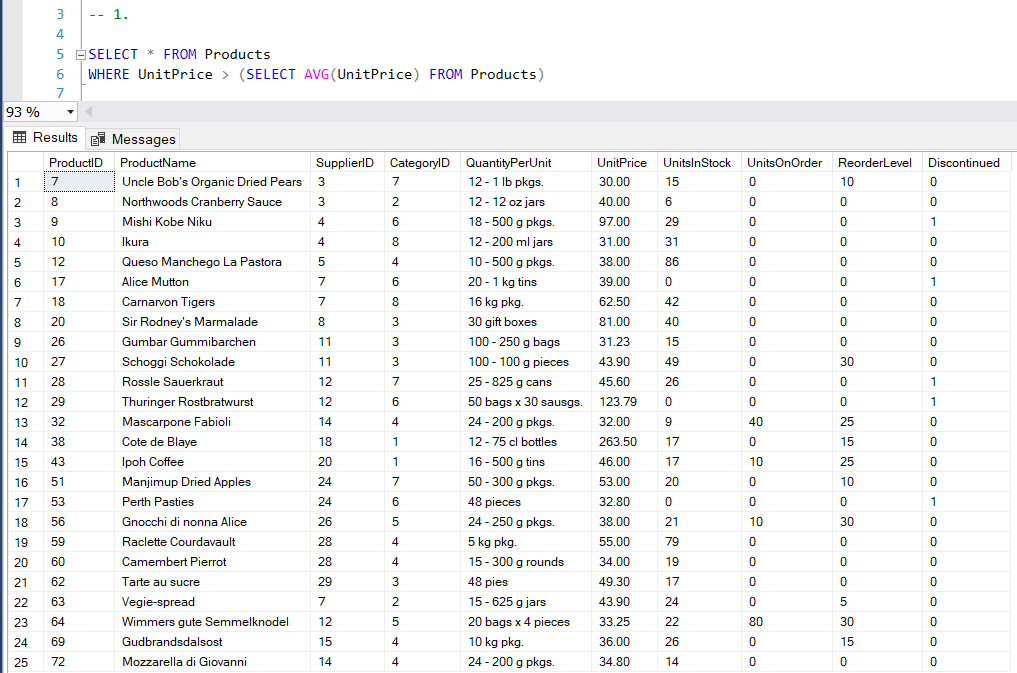 3 -- 1.
4
5 SELECT * FROM Products
6 WHERE UnitPrice > (SELECT AVG(UnitPrice) FROM Products)
7
93 %
Results Messages
ProductID ProductName SupplierID CategoryID QuantityPerUnit UnitPrice UnitsInStock UnitsOnOrder ReorderLevel Discontinued
1 7 Uncle Bob's Organic Dried Pears 3 7 12 - 1 lb pkgs. 30.00 15 0 10 0
2 8 Northwoods Cranberry Sauce 3 2 12 - 12 oz jars 40.00 6 0 0 0
3 9 Mishi Kobe Niku 4 6 18 - 500 g pkgs. 97.00 29 0 0 1
4 10 Ikura 4 8 12 - 200 ml jars 31.00 31 0 0 0
5 12 Queso Manchego La Pastora 5 4 10 - 500 g pkgs. 38.00 86 0 0 0
6 17 Alice Mutton 7 6 20 - 1 kg tins 39.00 0 0 0 1
7 18 Carnarvon Tigers 7 8 16 kg pkg. 62.50 42 0 0 0
8 20 Sir Rodney's Marmalade 8 3 30 gift boxes 81.00 40 0 0 0
9 26 Gumbar Gummibarchen 11 3 100 - 250 g bags 31.23 15 0 0 0
10 27 Schoggi Schokolade 11 3 100 - 100 g pieces 43.90 49 0 30 0
11 28 Rossle Sauerkraut 12 7 25 - 825 g cans 45.60 26 0 0 1
12 29 Thuringer Rostbratwurst 12 6 50 bags x 30 sausgs. 123.79 0 0 0 1
13 32 Mascarpone Fabioli 14 4 24 - 200 g pkgs. 32.00 9 40 25 0
14 38 Cote de Blaye 18 1 12 - 75 cl bottles 263.50 17 0 15 0
15 43 Ipoh Coffee 20 1 16 - 500 g tins 46.00 17 10 25 0
16 51 Manjimup Dried Apples 24 7 50 - 300 g pkgs. 53.00 20 0 10 0
17 53 Perth Pasties 24 6 48 pieces 32.80 0 0 0 1
18 56 Gnocchi di nonna Alice 26 5 24 - 250 g pkgs. 38.00 21 10 30 0
19 59 Raclette Courdavault 28 4 5 kg pkg. 55.00 79 0 0 0
20 60 Camembert Pierrot 28 4 15 - 300 g rounds 34.00 19 0 0 0
21 62 Tarte au sucre 29 3 48 pies 49.30 17 0 0 0
22 63 Vegie-spread 7 2 15 - 625 g jars 43.90 24 0 5 0
23 64 Wimmers gute Semmelknodel 12 5 20 bags x 4 pieces 33.25 22 80 30 0
24 69 Gudbrandsdalsost 15 4 10 kg pkg. 36.00 26 0 15 0
25 72 Mozzarella di Giovanni 14 4 24 - 200 g pkgs. 34.80 14 0 0 0